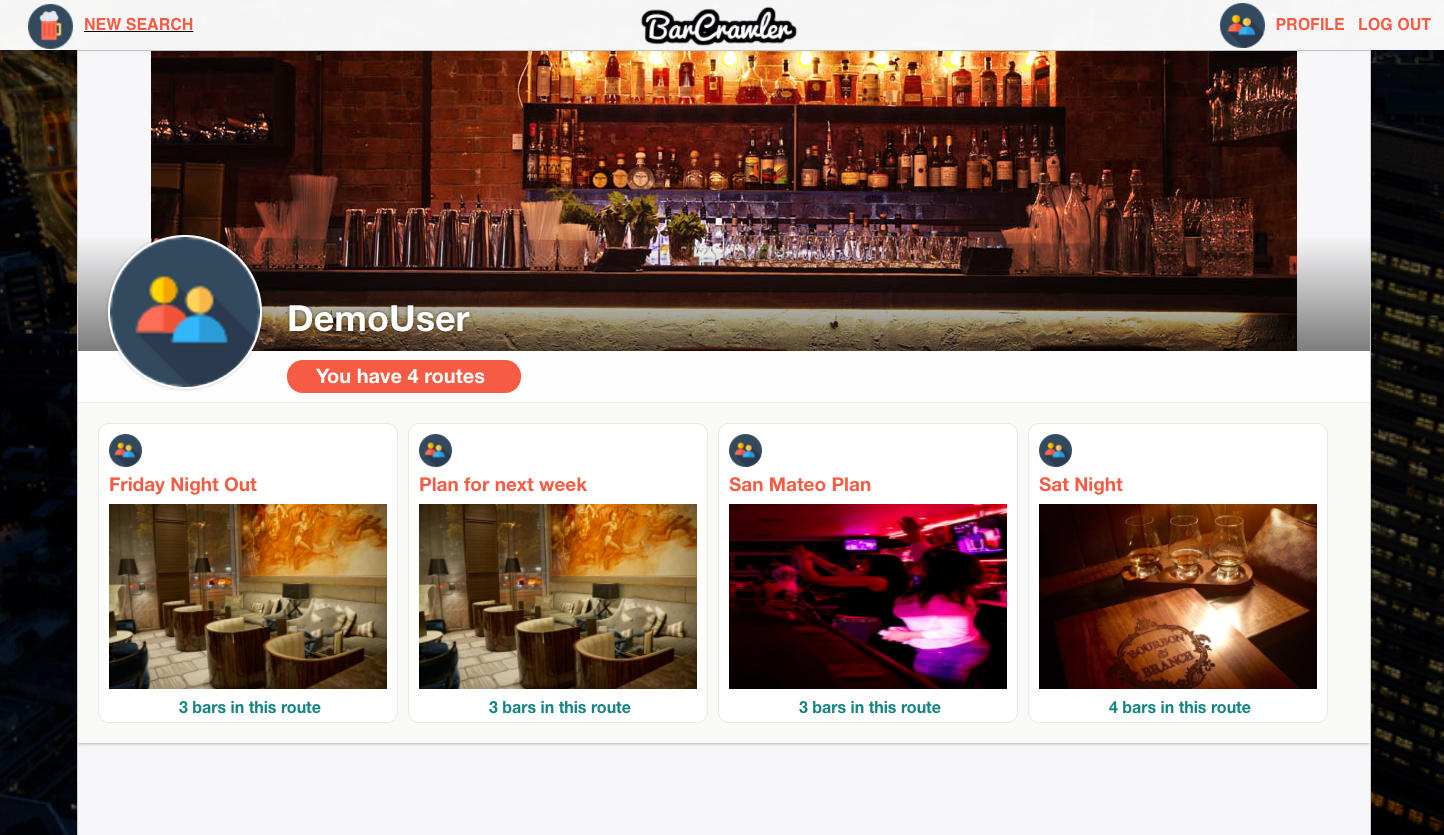 NEW SEARCH
BarCrawler
PROFILE
LOG OUT
DemoUser
You have 4 routes
Friday Night Out
3 bars in this route
Plan for next week
3 bars in this route
San Mateo Plan
3 bars in this route
Sat Night
BOURBON
&
BRANCH
4 bars in this route